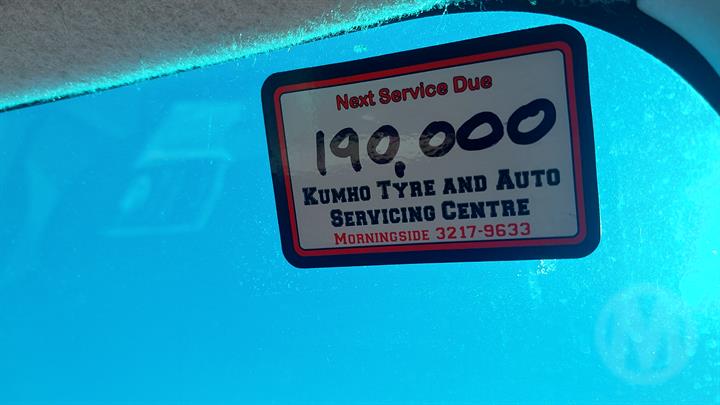 Next Service Due
190,000
Kumho Tyre and Auto
Servicing Centre
Morningside 3217-9633
M